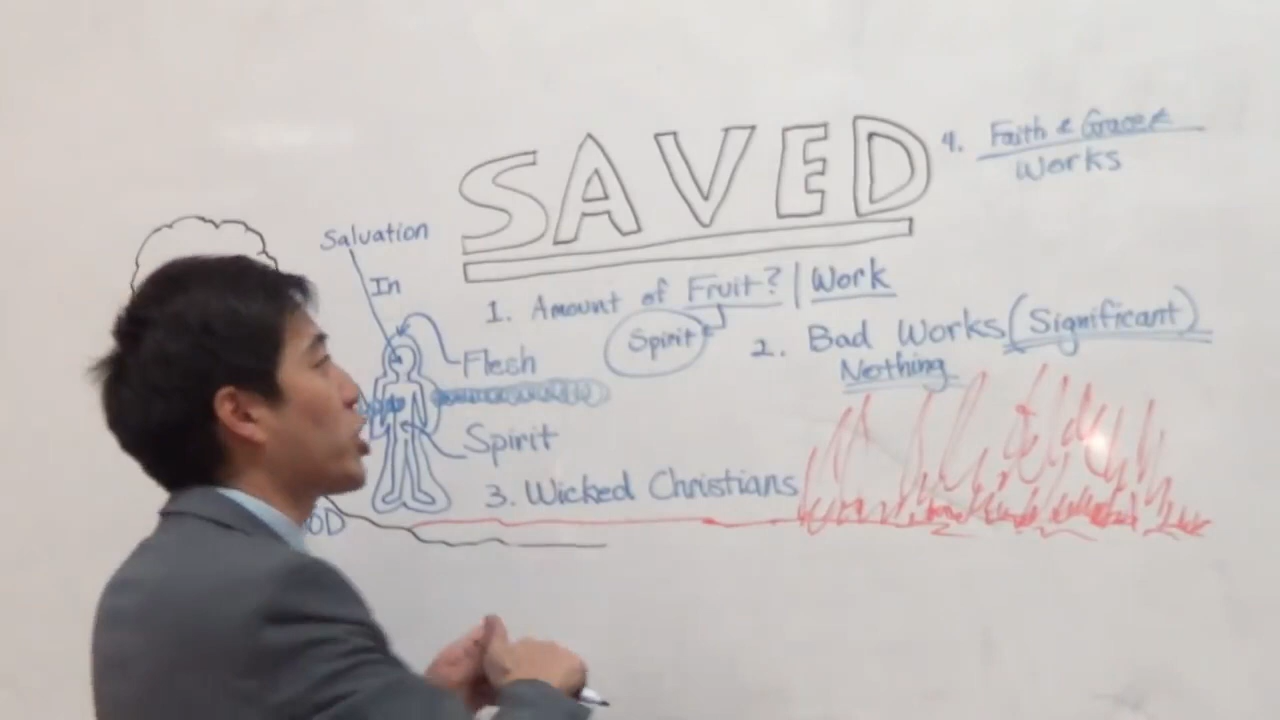 SAVED
4. Faith & Grace
Works
Salvation
In
1. Amount of Fruit? | Work
Spirit
2. Bad Works (Significant)
Nothing
Flesh
Spirit
3. Wicked Christians
OD